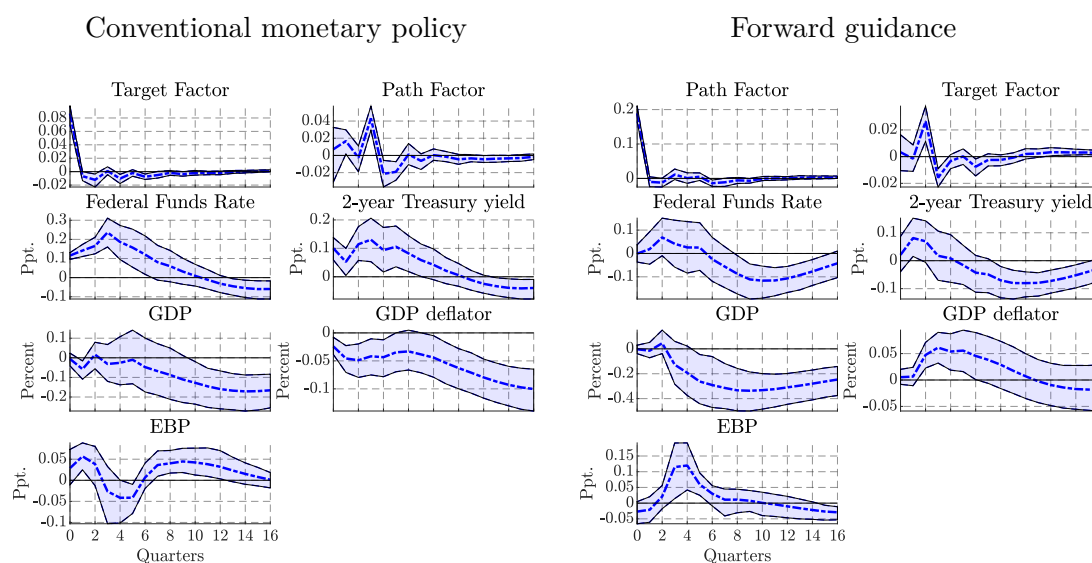 Conventional monetary policy
Forward guidance
Target Factor
0.08
0.06
0.04
0.02
0
-0.02
Path Factor
0.04
0.02
0
-0.02
Federal Funds Rate
Ppt.
0.3
0.2
0.1
0
-0.1
2-year Treasury yield
0.2
0.1
0
GDP
Percent
0.1
0
-0.1
-0.2
GDP deflator
0
-0.05
-0.1
EBP
Ppt.
0.05
0
-0.05
-0.1
0 2 4 6 8 10 12 14 16
Quarters
Path Factor
0.2
0.1
0
Target Factor
0.02
0
-0.02
Federal Funds Rate
Ppt.
0.1
0
-0.1
2-year Treasury yield
0.1
0
-0.1
GDP
Percent
0
-0.2
-0.4
GDP deflator
0.05
0
-0.05
EBP
Ppt.
0.15
0.1
0.05
0
-0.05
0 2 4 6 8 10 12 14 16
Quarters